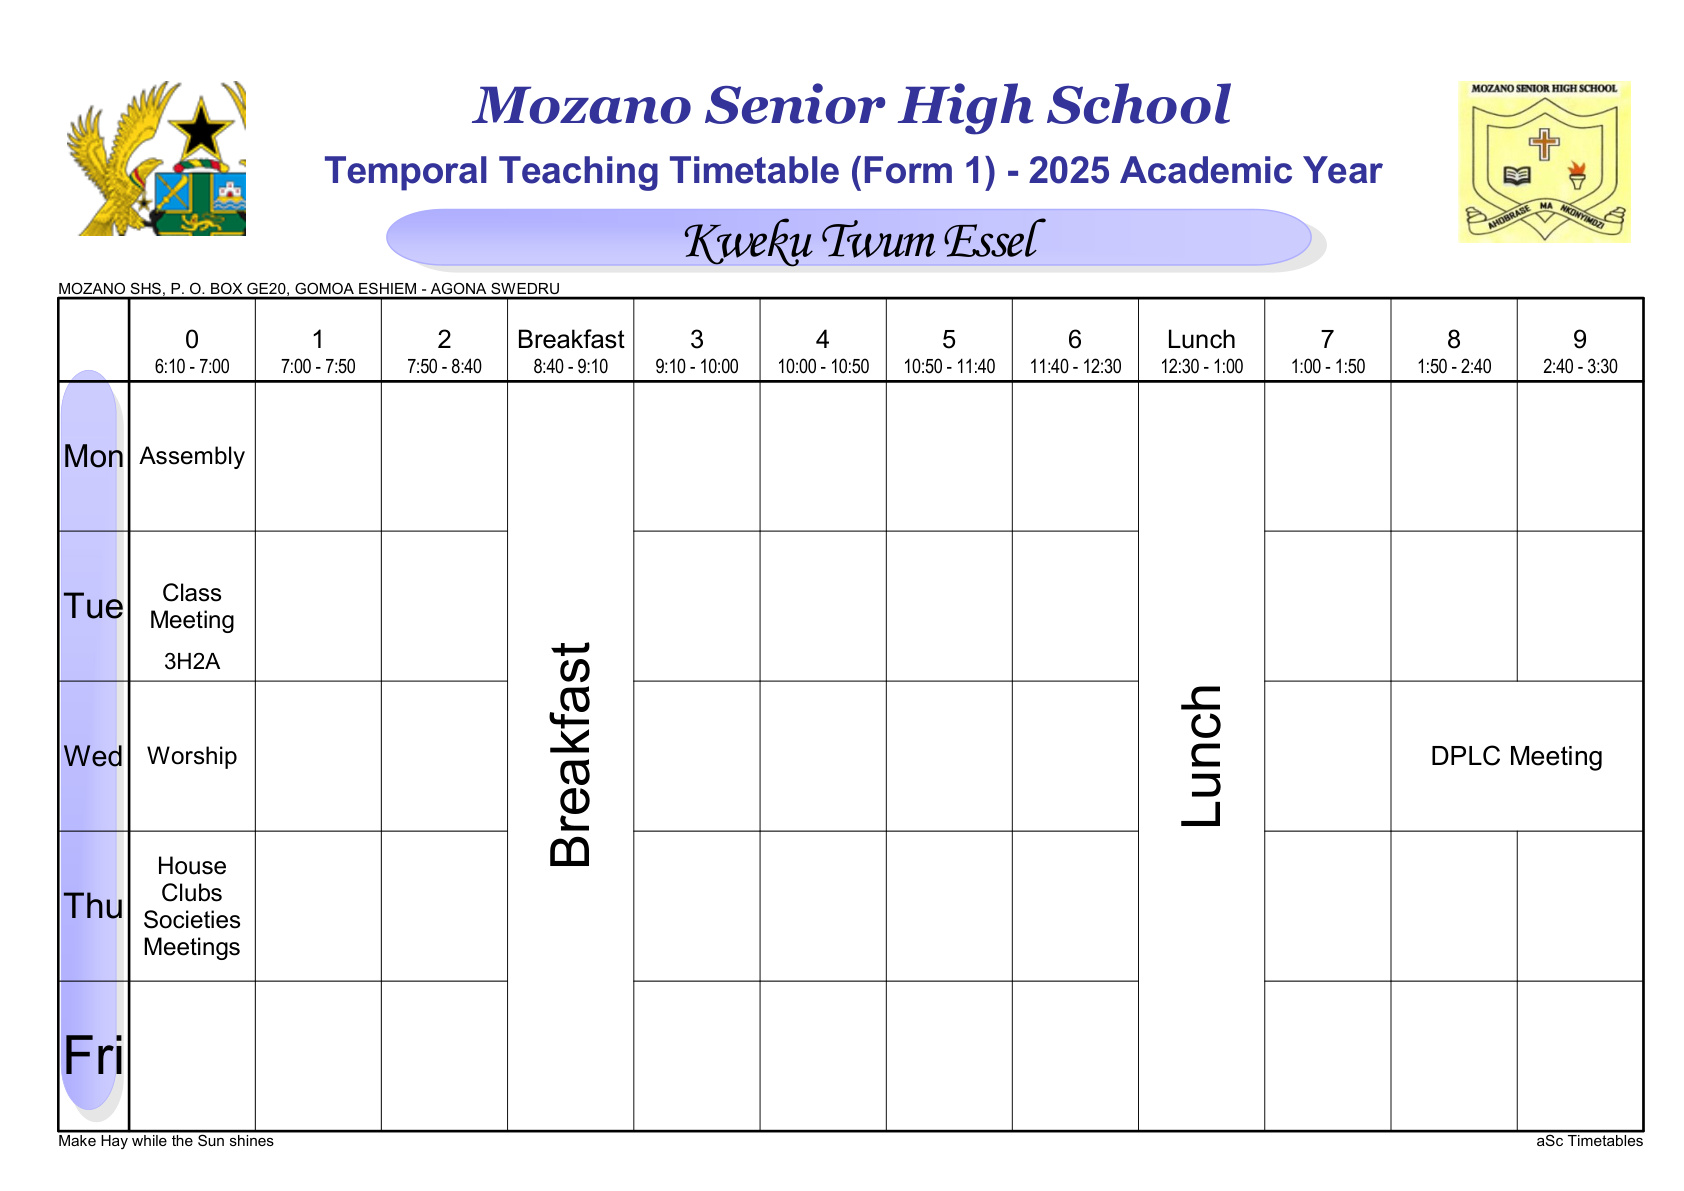 Mozano Senior High School
MOZANO SENIOR HIGH SCHOOL
Temporal Teaching Timetable (Form 1) - 2025 Academic Year
AHOBRASE MA NKUNYIMDZI
Kweku Twum Essel
MOZANO SHS, P. O. BOX GE20, GOMOA ESHIEM - AGONA SWEDRU
0 1 2 Breakfast 3 4 5 6 Lunch 7 8 9
6:10 - 7:00 7:00 - 7:50 7:50 - 8:40 8:40 - 9:10 9:10 - 10:00 10:00 - 10:50 10:50 - 11:40 11:40 - 12:30 12:30 - 1:00 1:00 - 1:50 1:50 - 2:40 2:40 - 3:30
Mon Assembly
Tue
Class
Meeting
3H2A
Breakfast
Lunch
Wed Worship DPLC Meeting
Thu
House
Clubs
Societies
Meetings
Fri
Make Hay while the Sun shines
aSc Timetables